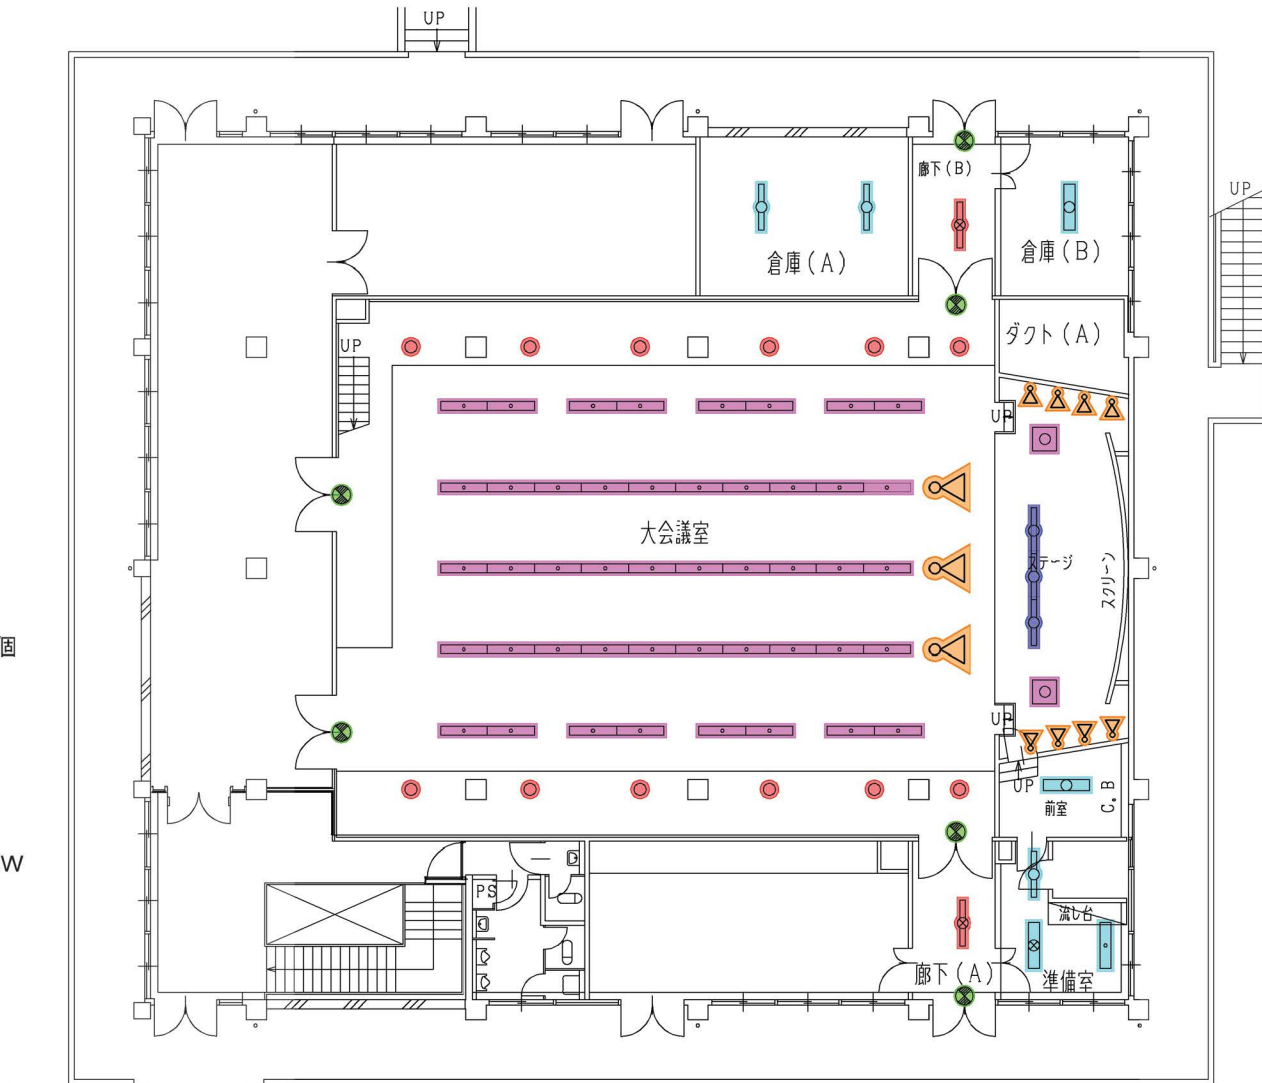 UP
廊下(B)
UP
倉庫(A)
倉庫(B)
ダクト(A)
UP
UP
大会議室
ステージ
スクリーン
個
UP
UP
前室
C.B
W
PS
流し台
廊下(A)
準備室